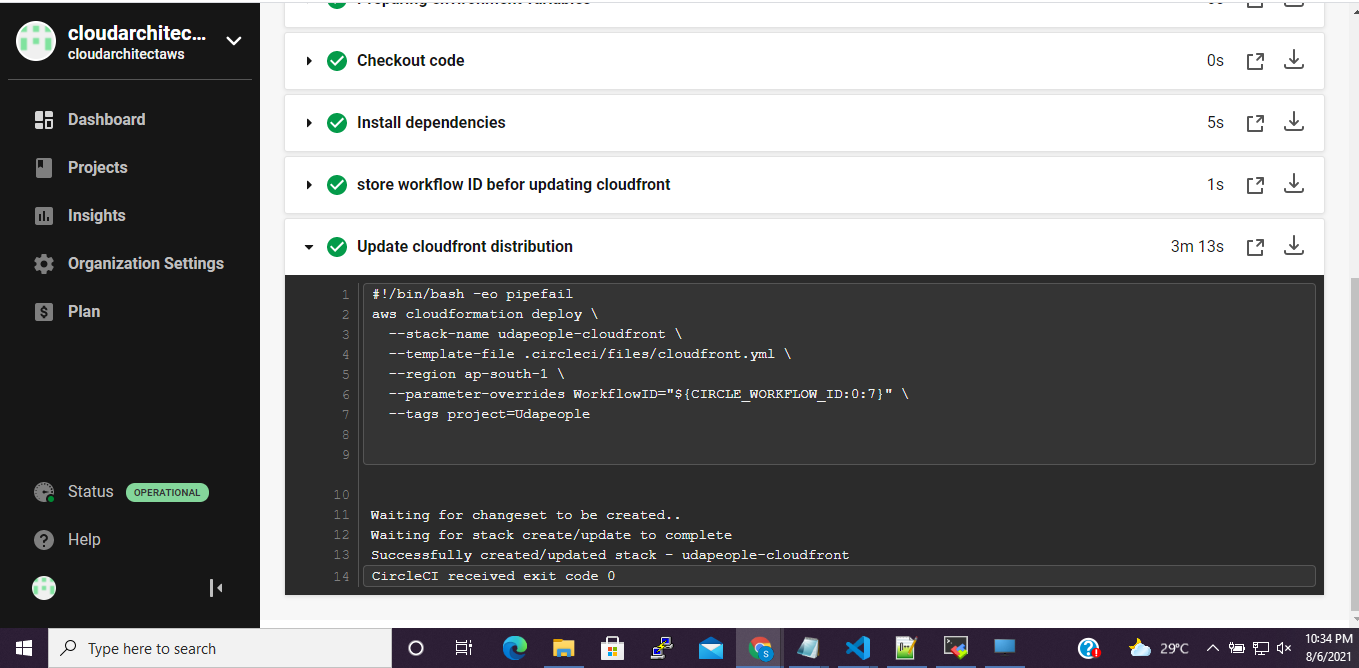 cloudarchitec...
cloudarchitectaws
Dashboard
Projects
Insights
Organization Settings
Plan
Status OPERATIONAL
Help
Preparing environment variables 0s
Checkout code 0s
Install dependencies 5s
store workflow ID befor updating cloudfront 1s
Update cloudfront distribution 3m 13s
1 #!/bin/bash -eo pipefail
2 aws cloudformation deploy \
3 --stack-name udapeople-cloudfront \
4 --template-file .circleci/files/cloudfront.yml \
5 --region ap-south-1 \
6 --parameter-overrides WorkflowID="${CIRCLE_WORKFLOW_ID:0:7}" \
7 --tags project=Udapeople
8
9
10
11 Waiting for changeset to be created..
12 Waiting for stack create/update to complete
13 Successfully created/updated stack - udapeople-cloudfront
14 CircleCI received exit code 0
Type here to search
29°C
10:34 PM
8/6/2021